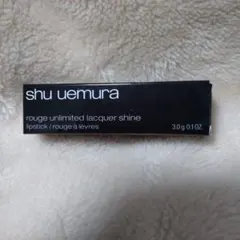 shu uemura
rouge unlimited lacquer shine
lipstick / rouge à lèvres 3.0 g 0.1 OZ.